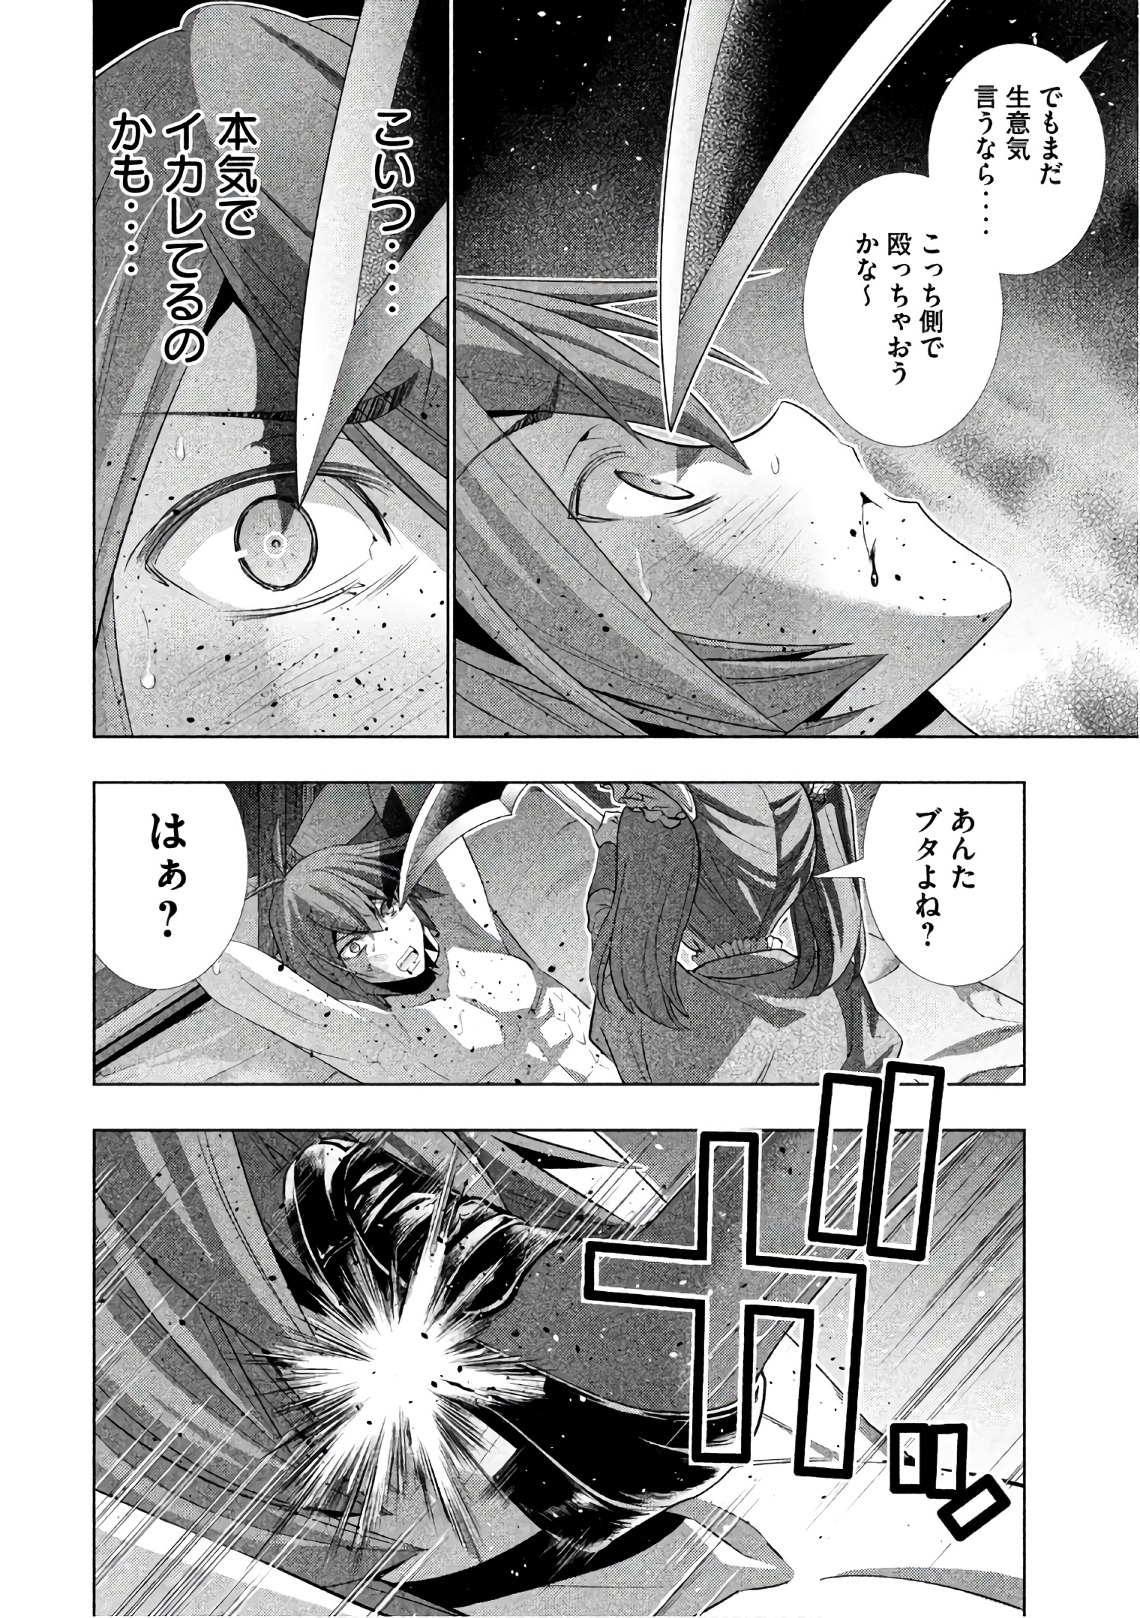 でもまだ
生意気
言うなら‥‥
こっち側で
殴っちゃおう
かな～
こいつ‥‥
本気で
イカレてるの
かも‥‥
あんた
ブタよね?
はぁ?
ガッ